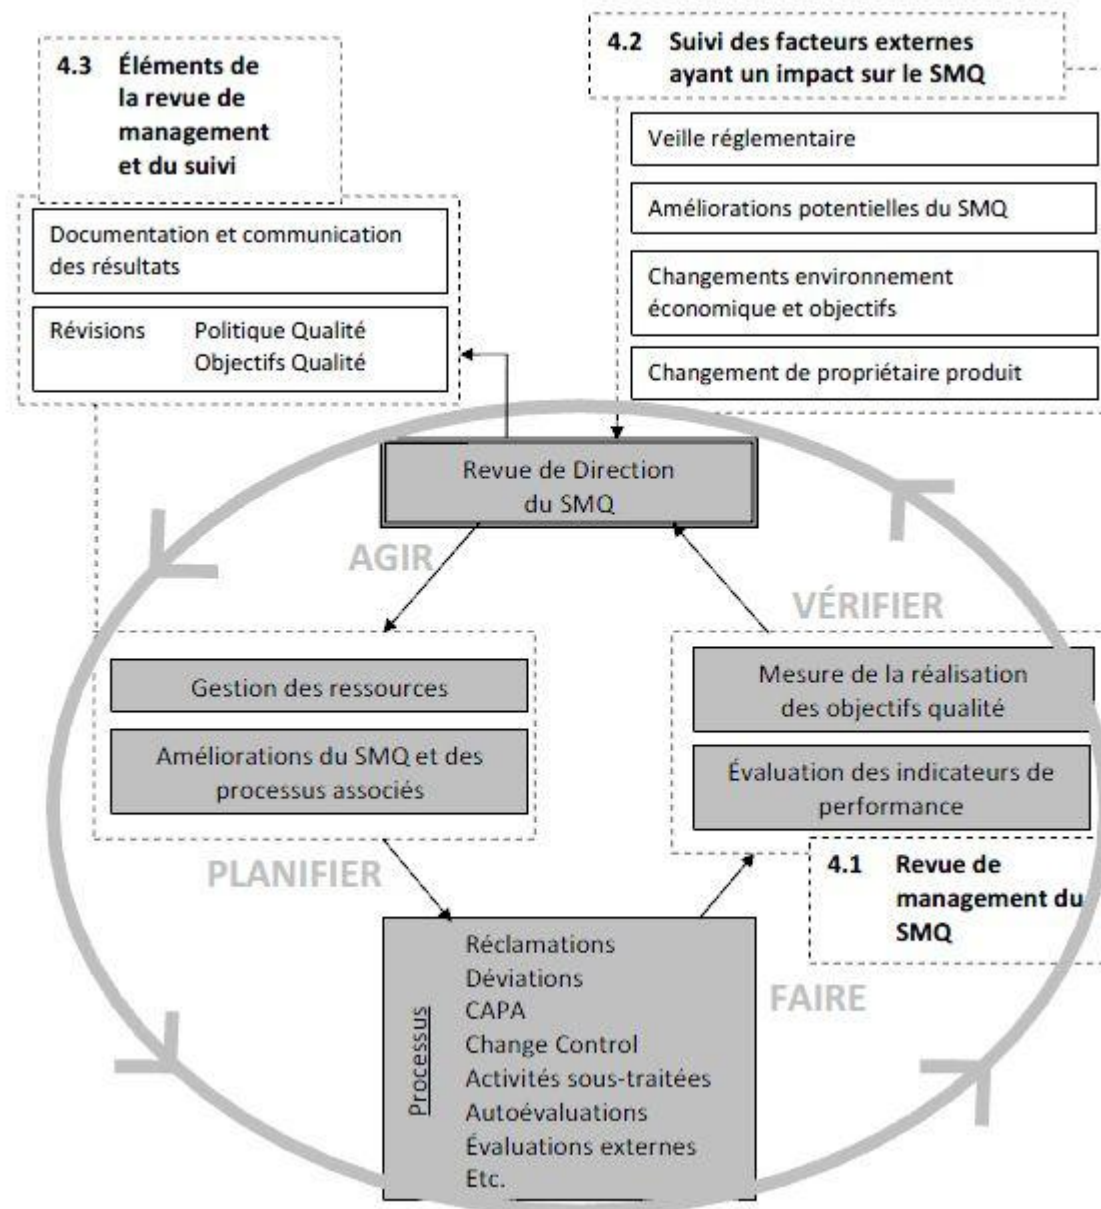 4.3 Éléments de
la revue de
management
et du suivi
Documentation et communication
des résultats
Révisions Politique Qualité
Objectifs Qualité
4.2 Suivi des facteurs externes
ayant un impact sur le SMQ
Veille réglementaire
Améliorations potentielles du SMQ
Changements environnement
économique et objectifs
Changement de propriétaire produit
Revue de Direction
du SMQ
AGIR
VÉRIFIER
Gestion des ressources
Améliorations du SMQ et des
processus associés
Mesure de la réalisation
des objectifs qualité
Évaluation des indicateurs de
performance
4.1 Revue de
management du
SMQ
PLANIFIER
FAIRE
Processus
Réclamations
Déviations
CAPA
Change Control
Activités sous-traitées
Autoévaluations
Évaluations externes
Etc.